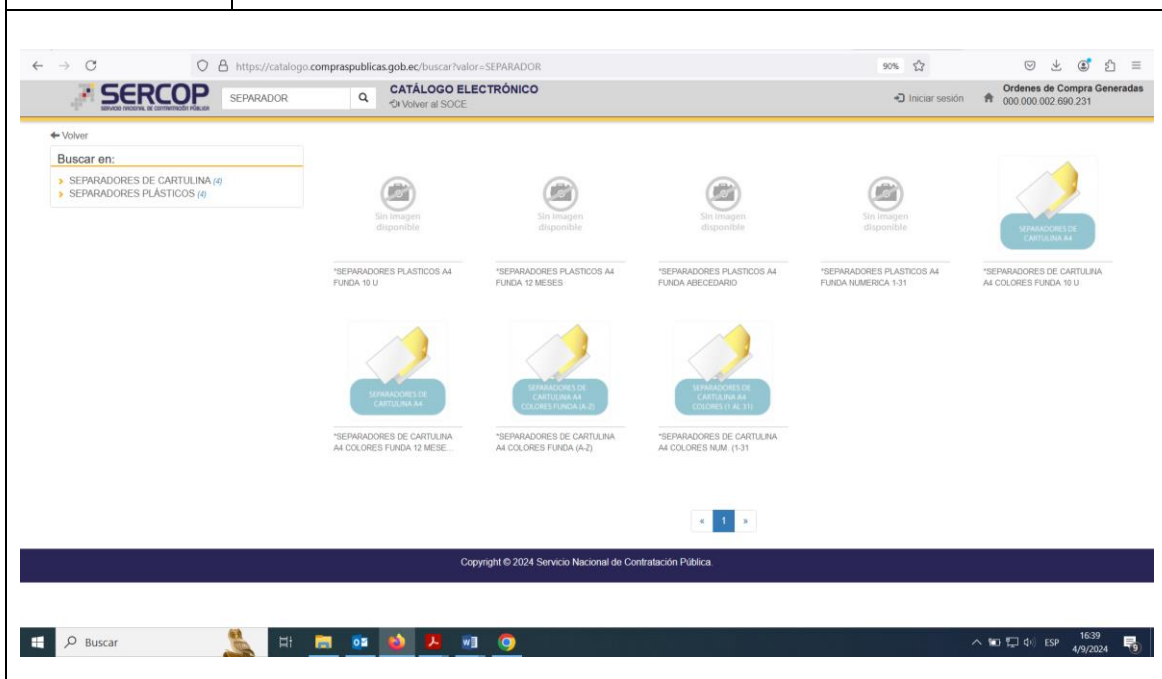 https://catalogo.compraspublicas.gob.ec/buscar?valor=SEPARADOR
90%
SERCOP
SERVICIO NACIONAL DE CONTRATACIÓN PÚBLICA
SEPARADOR
CATÁLOGO ELECTRÓNICO
Volver al SOCE
Iniciar sesión
Ordenes de Compra Generadas
000.000.002.690.231
Volver
Buscar en:
SEPARADORES DE CARTULINA (4)
SEPARADORES PLÁSTICOS (4)
Sin imagen
disponible
Sin imagen
disponible
Sin imagen
disponible
Sin imagen
disponible
SEPARADORES DE
CARTULINA A4
*SEPARADORES PLASTICOS A4
FUNDA 10 U
*SEPARADORES PLASTICOS A4
FUNDA 12 MESES
*SEPARADORES PLASTICOS A4
FUNDA ABECEDARIO
*SEPARADORES PLASTICOS A4
FUNDA NUMERICA 1-31
*SEPARADORES DE CARTULINA
A4 COLORES FUNDA 10 U
SEPARADORES DE
CARTULINA A4
SEPARADORES DE
CARTULINA A4
COLORES FUNDA (A-Z)
SEPARADORES DE
CARTULINA A4
COLORES (1 AL 31)
*SEPARADORES DE CARTULINA
A4 COLORES FUNDA 12 MESE...
*SEPARADORES DE CARTULINA
A4 COLORES FUNDA (A-Z)
*SEPARADORES DE CARTULINA
A4 COLORES NUM. (1-31
« 1 »
Copyright © 2024 Servicio Nacional de Contratación Pública.
Buscar
ESP
16:39
4/9/2024
9